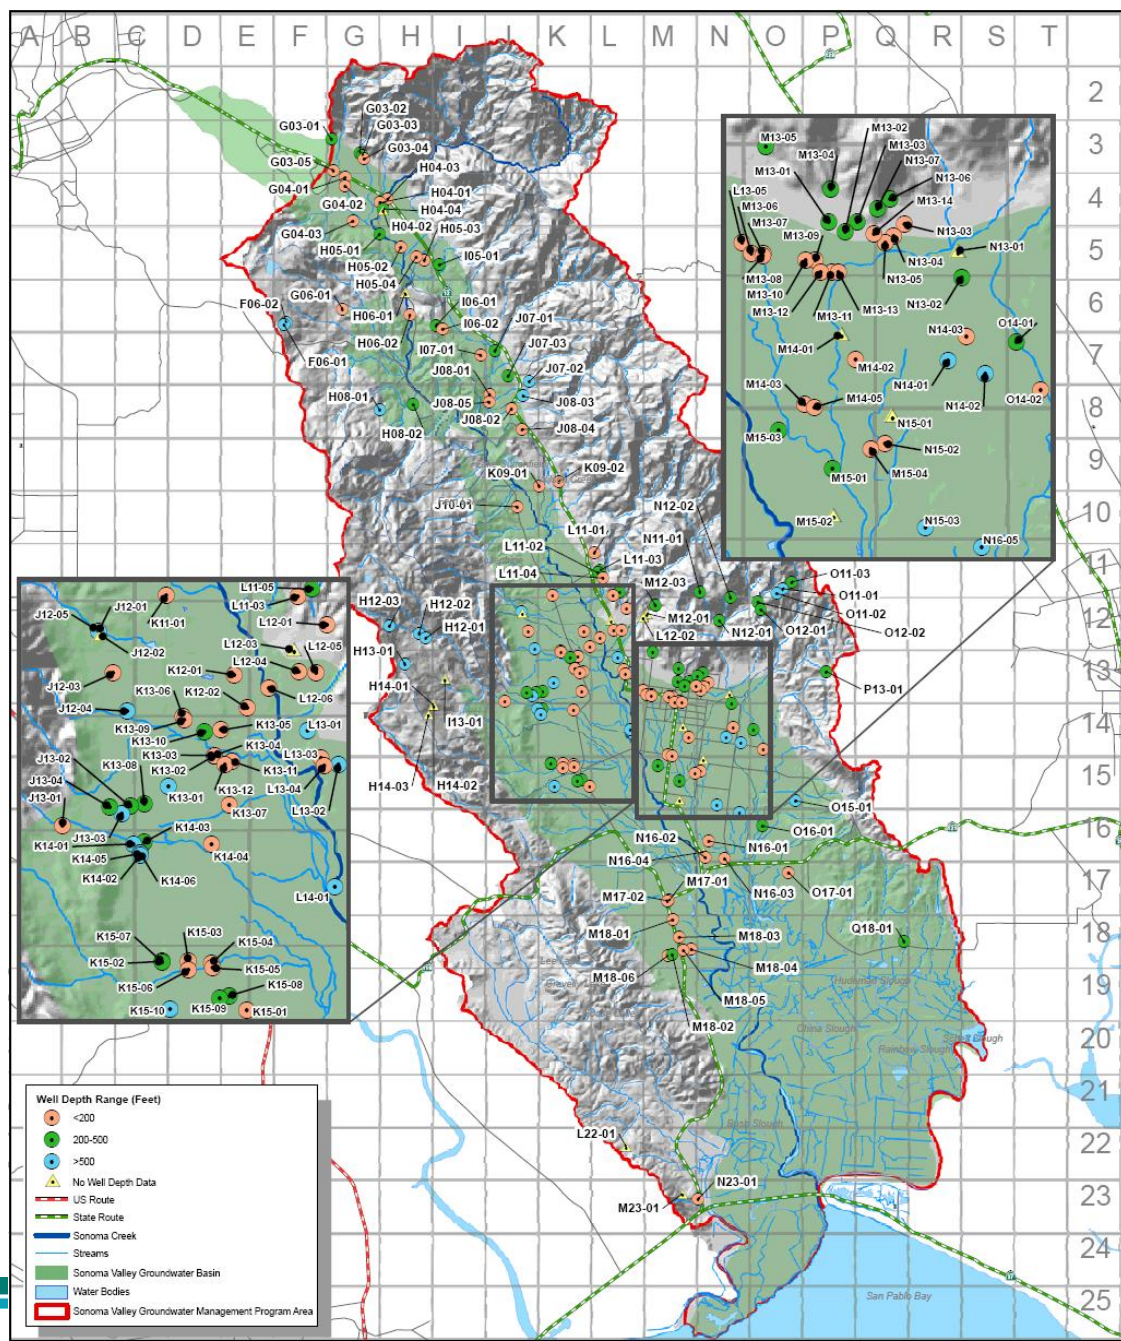 A B C D E F G H I K L M N O P Q R S T
2
3
4
5
6
7
8
9
10
11
12
13
14
15
16
17
18
19
20
21
22
23
24
25
G03-02
G03-03
G03-01
G03-04
G03-05
H04-03
G04-01
H04-01
G04-02
H04-04
H04-02
G04-03
H05-03
H05-01
I05-01
H05-02
H05-04
G06-01
F06-02
H06-01
I06-01
I06-02
J07-01
H06-02
J07-03
F06-01
I07-01
J07-02
J08-01
H08-01
J08-05
J08-03
J08-02
J08-04
H08-02
K09-01
K09-02
J10-01
N12-02
L11-01
L11-02
N11-01
L11-03
L11-04
M12-03
O11-03
O11-01
H12-03
H12-02
M12-01
O11-02
H12-01
L12-02
N12-01
O12-01
O12-02
H13-01
H14-01
P13-01
I13-01
H14-03
H14-02
O15-01
O16-01
N16-02
N16-01
N16-04
M17-01
N16-03
O17-01
M17-02
M18-01
M18-03
Q18-01
M18-04
M18-06
M18-05
M18-02
L22-01
N23-01
M23-01
Hudeman Slough
China Slough
Rainbow Slough
San Pablo Bay
M13-05
M13-02
M13-04
M13-03
M13-01
N13-07
N13-06
L13-05
M13-06
M13-14
M13-07
M13-09
N13-03
N13-01
N13-04
M13-08
N13-05
M13-10
M13-12
M13-11
M13-13
N13-02
N14-03
O14-01
M14-01
M14-02
N14-01
M14-03
M14-05
N14-02
O14-02
M15-03
N15-01
N15-02
M15-01
M15-04
M15-02
N15-03
N16-05
L11-05
J12-05
J12-01
L11-03
K11-01
L12-01
J12-02
L12-03
L12-05
L12-04
K12-01
J12-03
K13-06
K12-02
L12-06
J12-04
K13-09
K13-05
L13-01
K13-10
K13-04
K13-02
K13-03
L13-03
K13-08
K13-02
K13-11
J13-04
L13-04
K13-12
J13-01
K13-01
L13-02
K13-07
J13-03
K14-03
K14-01
K14-05
K14-04
K14-02
K14-06
L14-01
K15-07
K15-03
K15-04
K15-02
K15-05
K15-06
K15-08
K15-10
K15-09
K15-01
Well Depth Range (Feet)
<200
200-500
>500
No Well Depth Data
US Route
State Route
Sonoma Creek
Streams
Sonoma Valley Groundwater Basin
Water Bodies
Sonoma Valley Groundwater Management Program Area